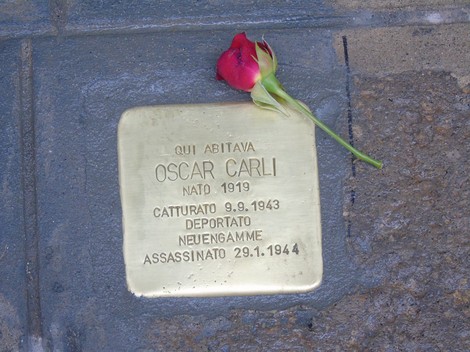 QUI ABITAVA
OSCAR CARLI
NATO 1919
CATTURATO 9.9.1943
DEPORTATO
NEUENGAMME
ASSASSINATO 29.1.1944